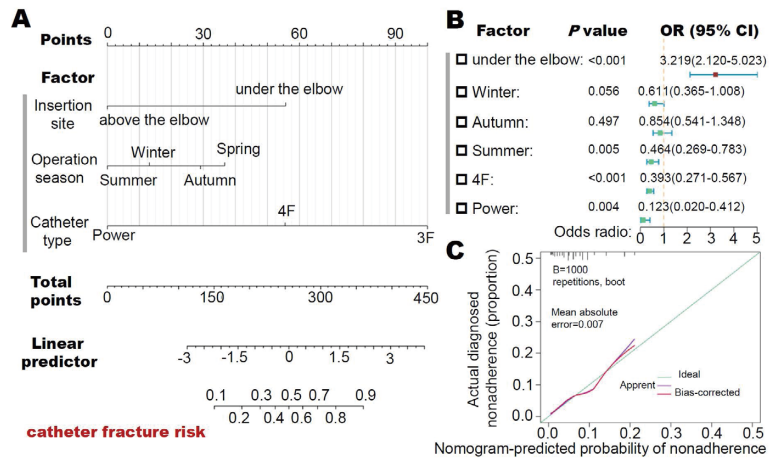 A
Points
0 20 40 60 80 100
Factor
under the elbow
Insertion
site
above the elbow
Operation
season
Winter
Spring
Summer
Autumn
Catheter
type
4F
Power
3F
Total
points
0 150 300 450
Linear
predictor
-3 -1.5 0 1.5 3
0.1 0.3 0.5 0.7 0.9
0.2 0.4 0.6 0.8
catheter fracture risk
B
Factor P value OR (95% CI)
under the elbow: <0.001 3.219(2.120-5.023)
Winter: 0.056 0.611(0.365-1.008)
Autumn: 0.497 0.854(0.541-1.348)
Summer: 0.005 0.464(0.269-0.783)
4F: <0.001 0.393(0.271-0.567)
Power: 0.004 0.123(0.020-0.412)
Odds radio: 0 1 2 3 4 5
C
Actual diagnosed
nonadherence (proportion)
0.5
0.4
0.3
0.2
0.1
0.0
B=1000
repetitions, boot
Mean absolute
error=0.007
Ideal
Apprent
Bias-corrected
0.0 0.1 0.2 0.3 0.4 0.5
Nomogram-predicted probability of nonadherence